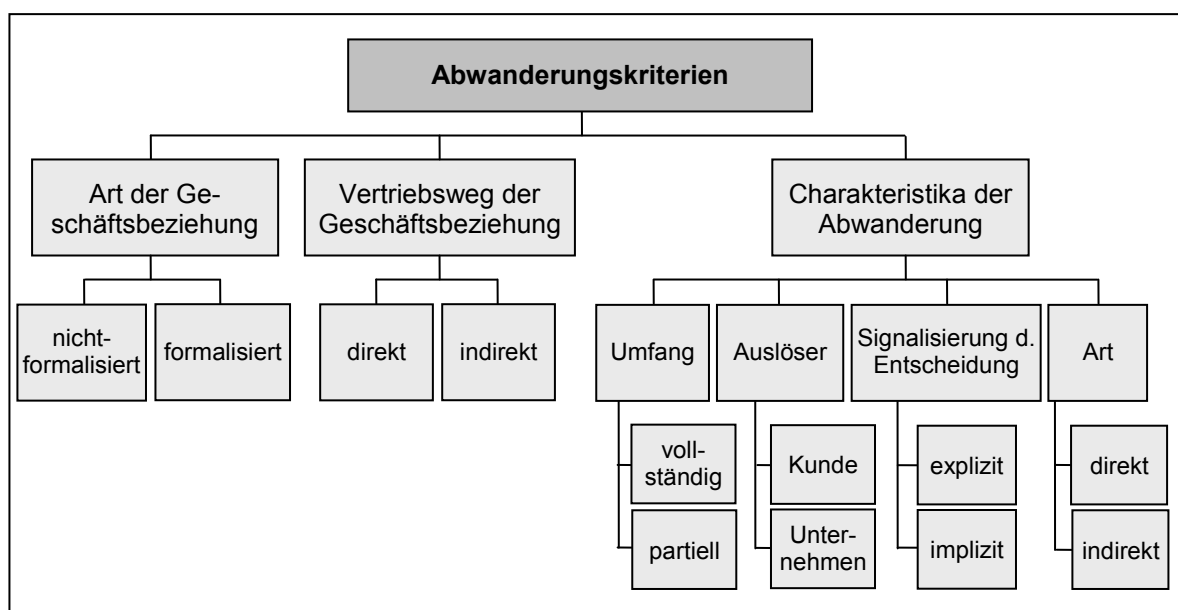 Abwanderungskriterien
Art der Ge-
schäftsbeziehung
Vertriebsweg der
Geschäftsbeziehung
Charakteristika der
Abwanderung
nicht-
formalisiert
formalisiert
direkt
indirekt
Umfang
Auslöser
Signalisierung d.
Entscheidung
Art
voll-
ständig
Kunde
explizit
direkt
partiell
Unter-
nehmen
implizit
indirekt